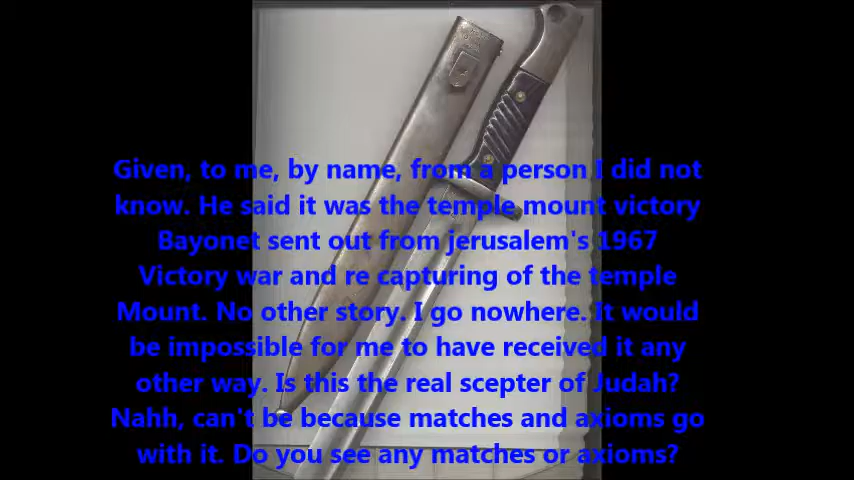 Given, to me, by name, from a person I did not
know. He said it was the temple mount victory
Bayonet sent out from jerusalem's 1967
Victory war and re capturing of the temple
Mount. No other story. I go nowhere. It would
be impossible for me to have received it any
other way. Is this the real scepter of Judah?
Nahh, can't be because matches and axioms go
with it. Do you see any matches or axioms?